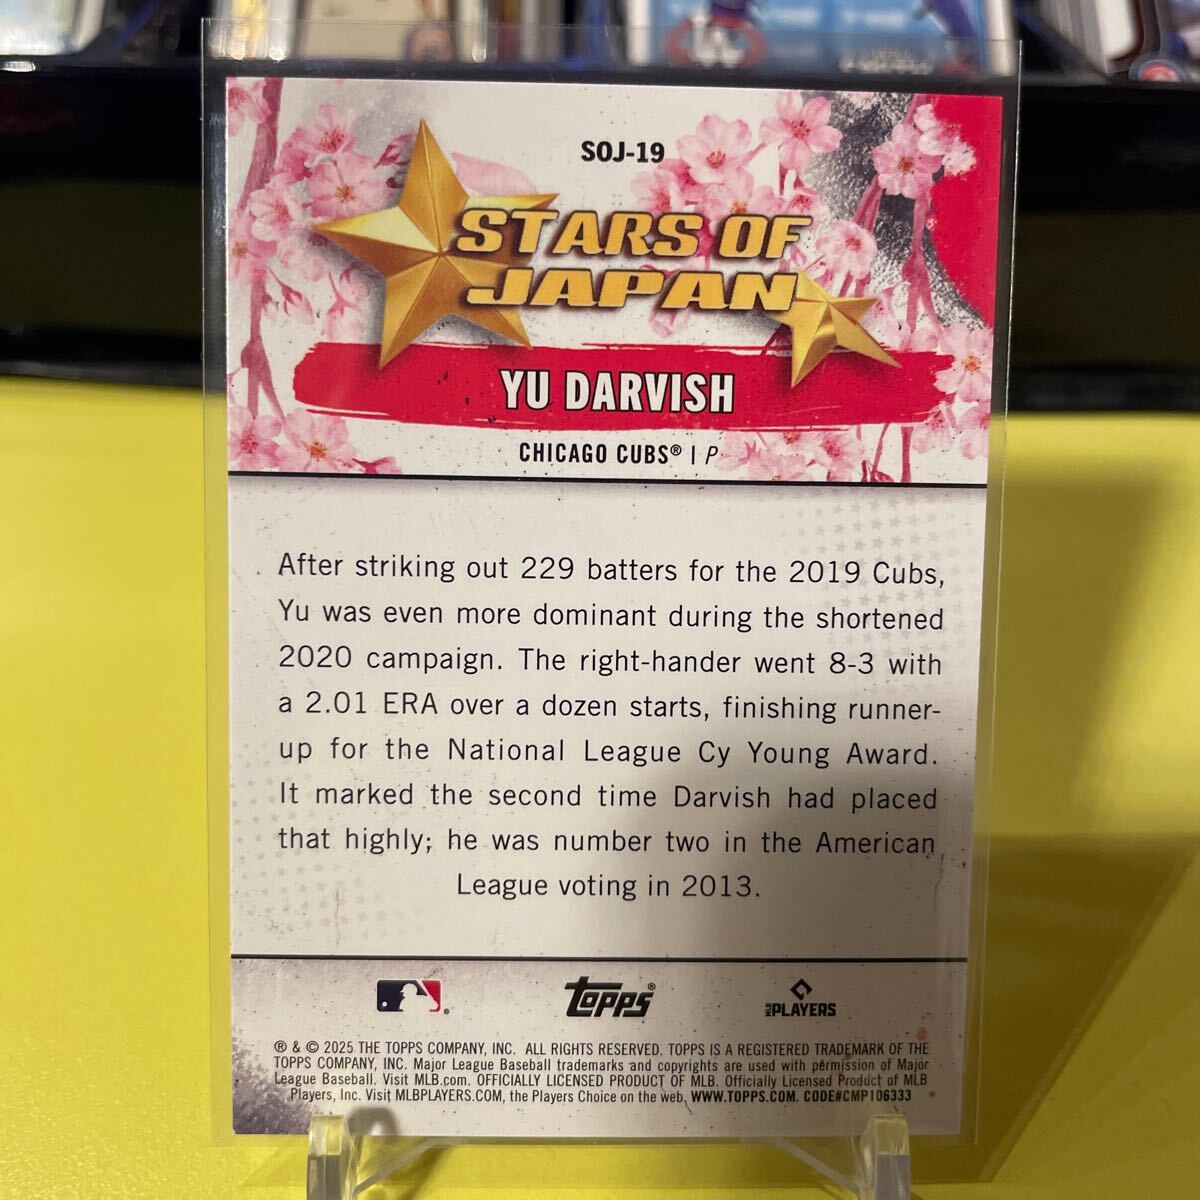 SOJ-19
STARS OF
JAPAN
YU DARVISH
CHICAGO CUBS® | P
After striking out 229 batters for the 2019 Cubs,
Yu was even more dominant during the shortened
2020 campaign. The right-hander went 8-3 with
a 2.01 ERA over a dozen starts, finishing runner-
up for the National League Cy Young Award.
It marked the second time Darvish had placed
that highly; he was number two in the American
League voting in 2013.
topps®
MLB PLAYERS
® & © 2025 THE TOPPS COMPANY, INC. ALL RIGHTS RESERVED. TOPPS IS A REGISTERED TRADEMARK OF THE
TOPPS COMPANY, INC. Major League Baseball trademarks and copyrights are used with permission of Major
League Baseball. Visit MLB.com. OFFICIALLY LICENSED PRODUCT OF MLB. Officially Licensed Product of MLB
Players, Inc. Visit MLBPLAYERS.COM, the Players Choice on the web. WWW.TOPPS.COM. CODE#CMP106333